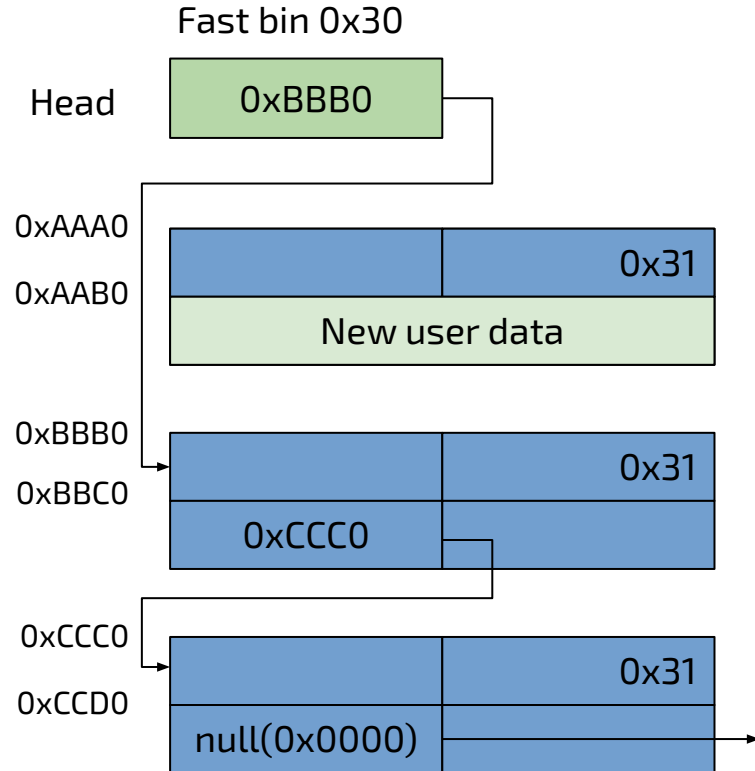 Fast bin 0x30
Head
0xBBB0
0xAAA0
0x31
0xAAB0
New user data
0xBBB0
0x31
0xBBC0
0xCCC0
0xCCC0
0x31
0xCCD0
null(0x0000)